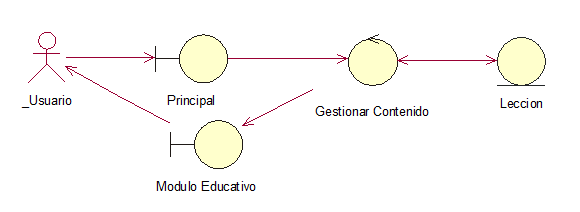 _Usuario
Principal
Gestionar Contenido
Leccion
Modulo Educativo